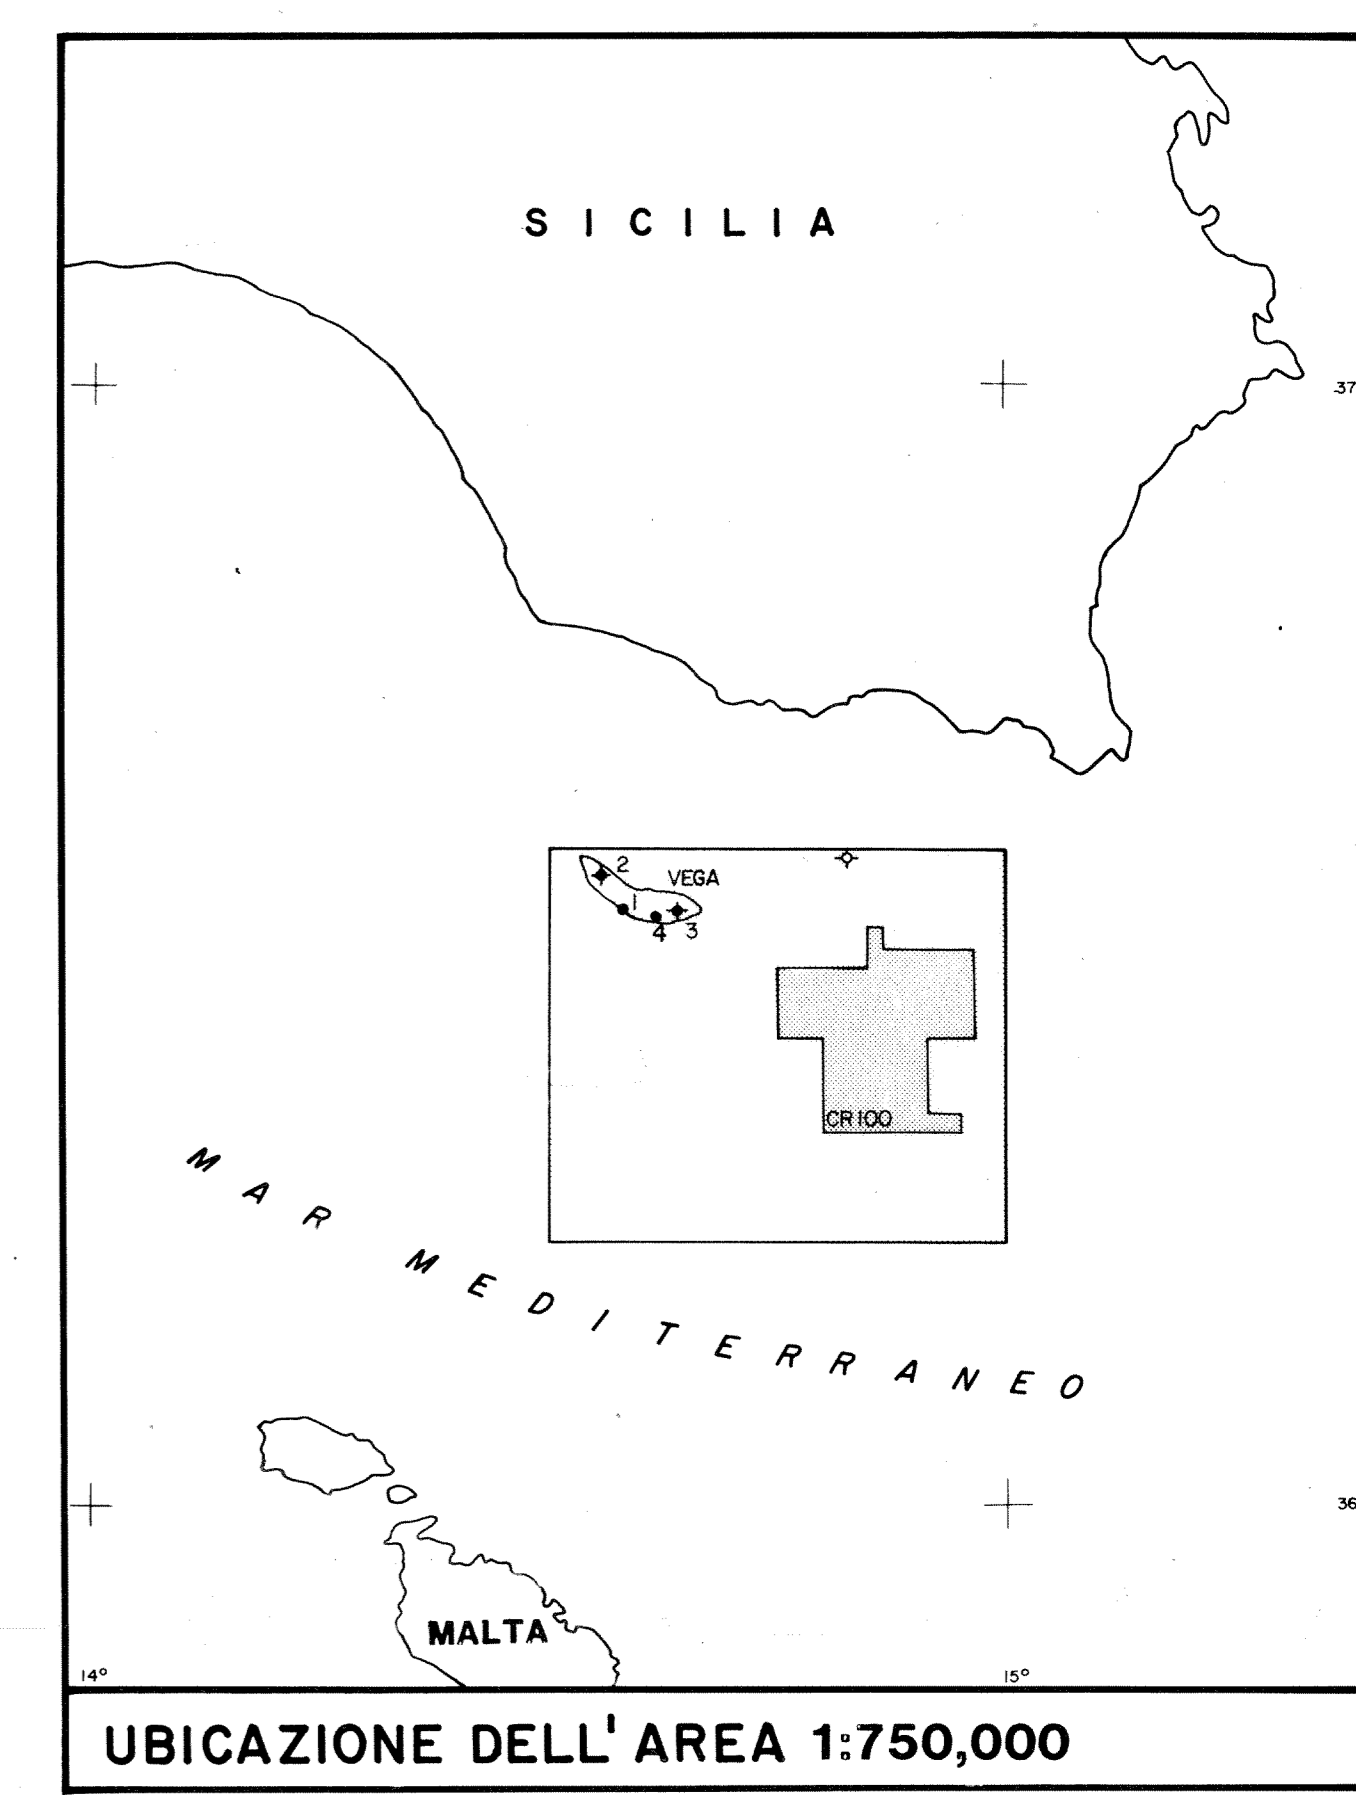 SICILIA
37
2
VEGA
1
4 3
CR100
MAR MEDITERRANEO
36
MALTA
14° 15°
UBICAZIONE DELL'AREA 1:750,000